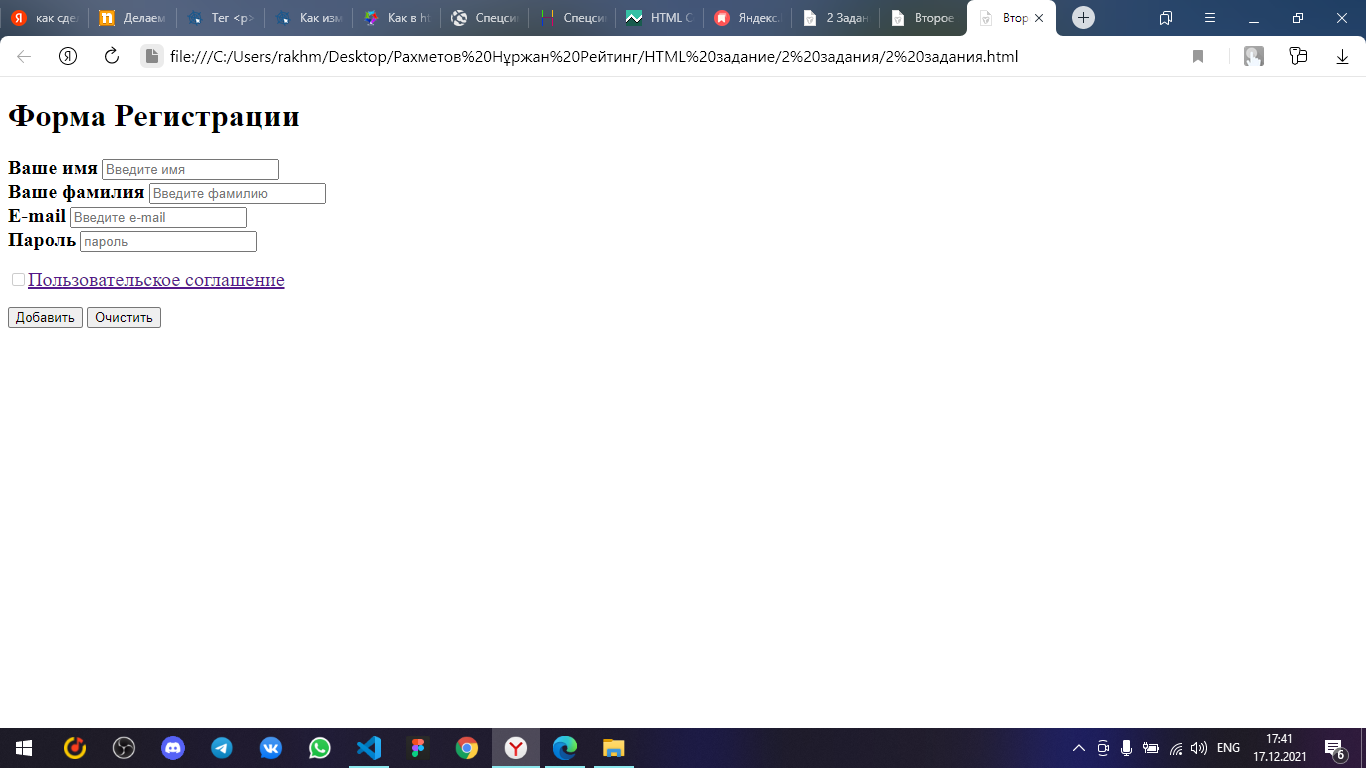 как сде
Делаем
Тег <p>
Как изм
Как в ht
Спецси
Спецси
HTML C
Яндекс.
2 Задан
Второе
Втор
file:///C:/Users/rakhm/Desktop/Рахметов%20Нұржан%20Рейтинг/HTML%20задание/2%20задания/2%20задания.html
Форма Регистрации
Ваше имя Введите имя
Ваше фамилия Введите фамилию
E-mail Введите e-mail
Пароль пароль
Пользовательское соглашение
Добавить Очистить
ENG
17:41
17.12.2021
6